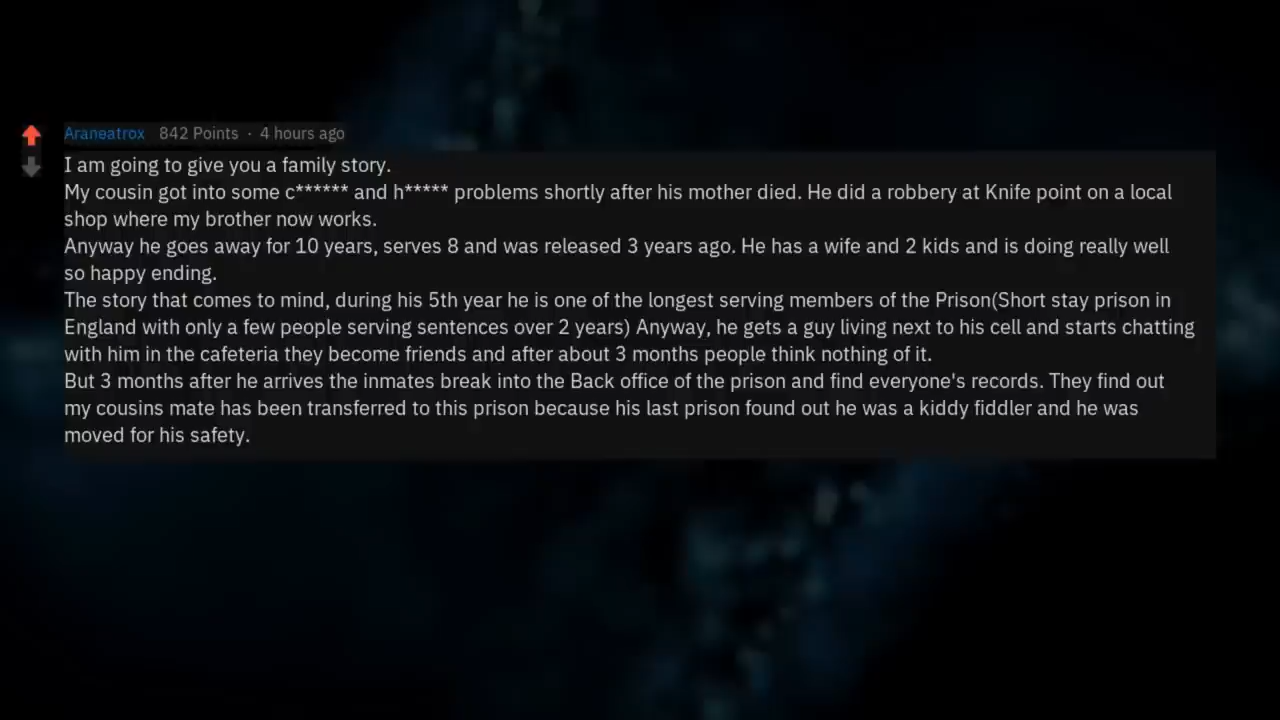 Araneatrox 842 Points · 4 hours ago
I am going to give you a family story.
My cousin got into some c****** and h***** problems shortly after his mother died. He did a robbery at Knife point on a local
shop where my brother now works.
Anyway he goes away for 10 years, serves 8 and was released 3 years ago. He has a wife and 2 kids and is doing really well
so happy ending.
The story that comes to mind, during his 5th year he is one of the longest serving members of the Prison(Short stay prison in
England with only a few people serving sentences over 2 years) Anyway, he gets a guy living next to his cell and starts chatting
with him in the cafeteria they become friends and after about 3 months people think nothing of it.
But 3 months after he arrives the inmates break into the Back office of the prison and find everyone's records. They find out
my cousins mate has been transferred to this prison because his last prison found out he was a kiddy fiddler and he was
moved for his safety.